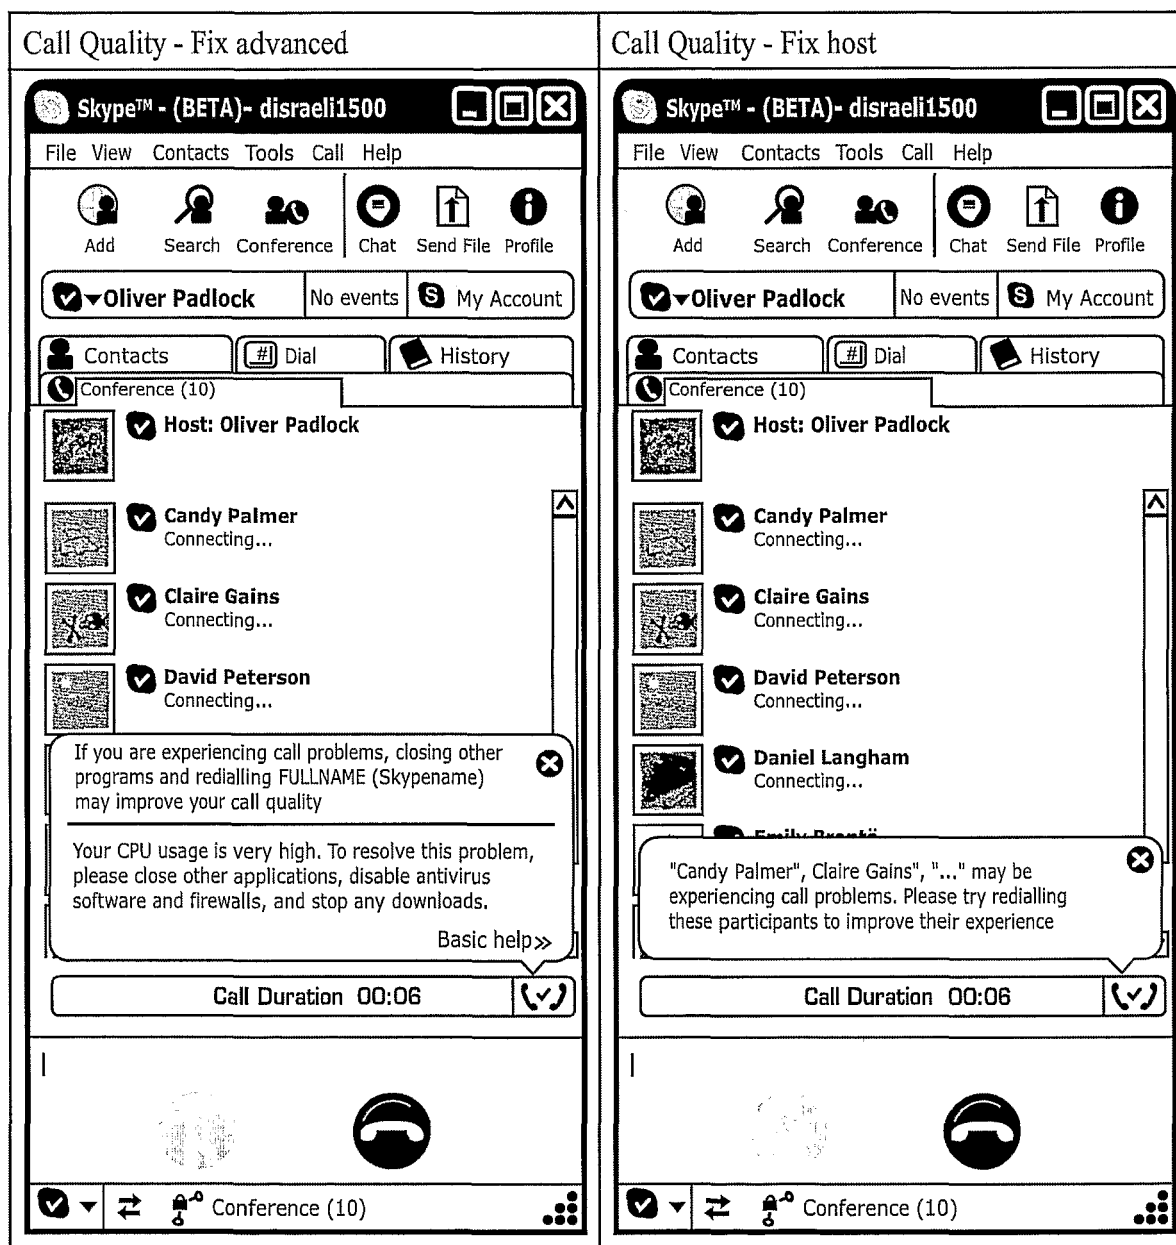 Call Quality - Fix advanced
Skype™ - (BETA)- disraeli1500
File View Contacts Tools Call Help
Add Search Conference Chat Send File Profile
Oliver Padlock No events S My Account
Contacts # Dial History
Conference (10)
Host: Oliver Padlock
Candy Palmer
Connecting...
Claire Gains
Connecting...
David Peterson
Connecting...
If you are experiencing call problems, closing other
programs and redialling FULLNAME (Skypename)
may improve your call quality
Your CPU usage is very high. To resolve this problem,
please close other applications, disable antivirus
software and firewalls, and stop any downloads.
Basic help»
Call Duration 00:06
Conference (10)
Call Quality - Fix host
Skype™ - (BETA)- disraeli1500
File View Contacts Tools Call Help
Add Search Conference Chat Send File Profile
Oliver Padlock No events S My Account
Contacts # Dial History
Conference (10)
Host: Oliver Padlock
Candy Palmer
Connecting...
Claire Gains
Connecting...
David Peterson
Connecting...
Daniel Langham
Connecting...
Emily Brontë
"Candy Palmer", Claire Gains", "..." may be
experiencing call problems. Please try redialling
these participants to improve their experience
Call Duration 00:06
Conference (10)